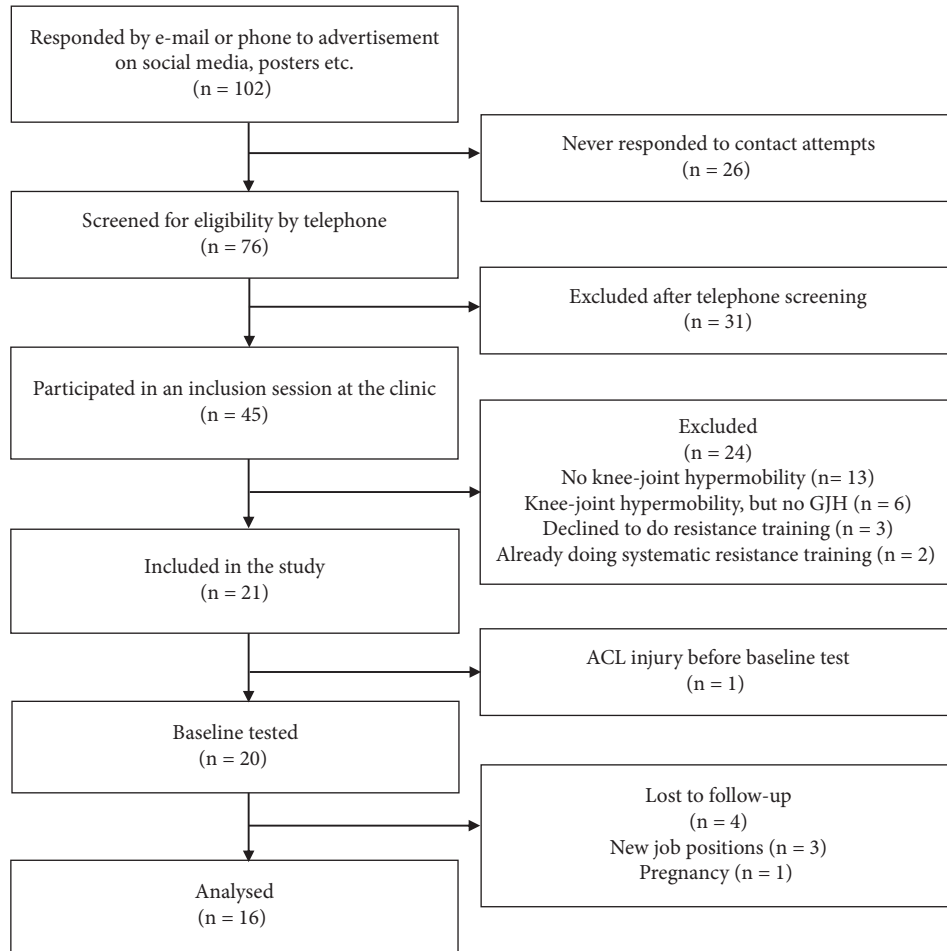 Responded by e-mail or phone to advertisement
on social media, posters etc.
(n = 102)
Never responded to contact attempts
(n = 26)
Screened for eligibility by telephone
(n = 76)
Excluded after telephone screening
(n = 31)
Participated in an inclusion session at the clinic
(n = 45)
Excluded
(n = 24)
No knee-joint hypermobility (n= 13)
Knee-joint hypermobility, but no GJH (n = 6)
Declined to do resistance training (n = 3)
Already doing systematic resistance training (n = 2)
Included in the study
(n = 21)
ACL injury before baseline test
(n = 1)
Baseline tested
(n = 20)
Lost to follow-up
(n = 4)
New job positions (n = 3)
Pregnancy (n = 1)
Analysed
(n = 16)